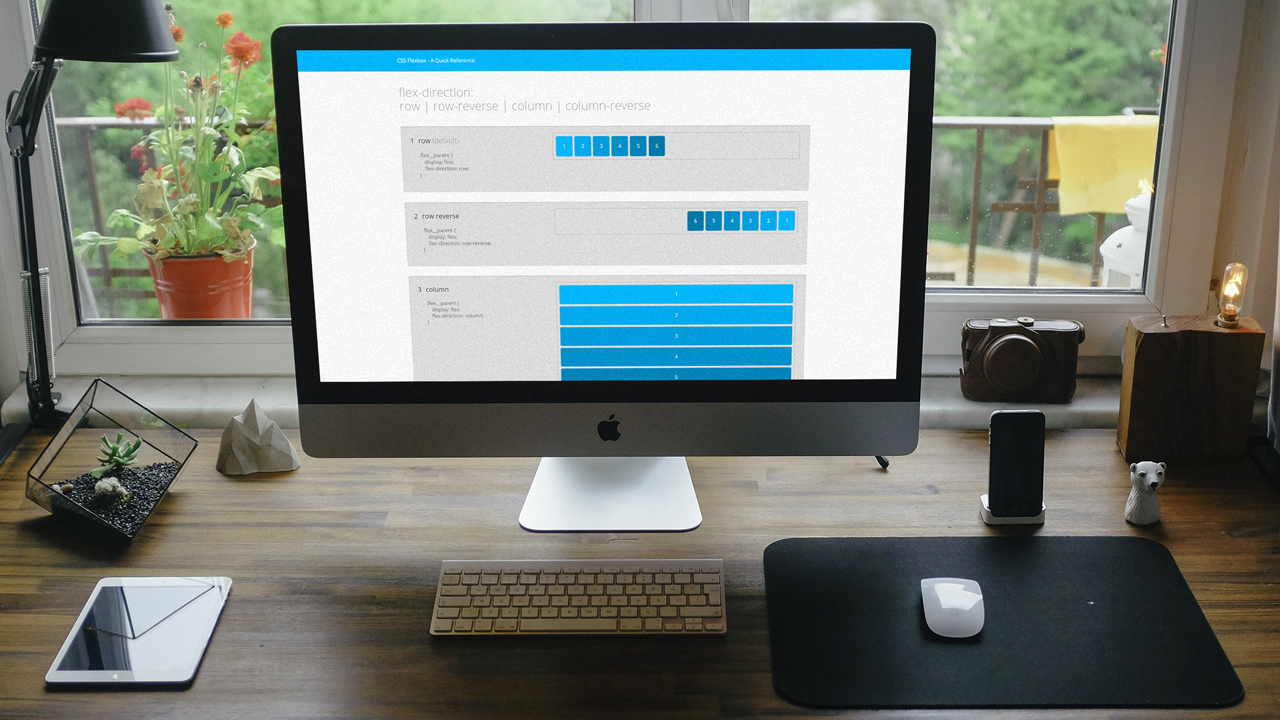 CSS Flexbox - A Quick Reference
flex-direction:
row | row-reverse | column | column-reverse
1 row (default)
.flex__parent {
display: flex;
flex-direction: row;
}
1 2 3 4 5 6
2 row reverse
.flex__parent {
display: flex;
flex-direction: row-reverse;
}
6 5 4 3 2 1
3 column
.flex__parent {
display: flex;
flex-direction: column;
}
1
2
3
4
5